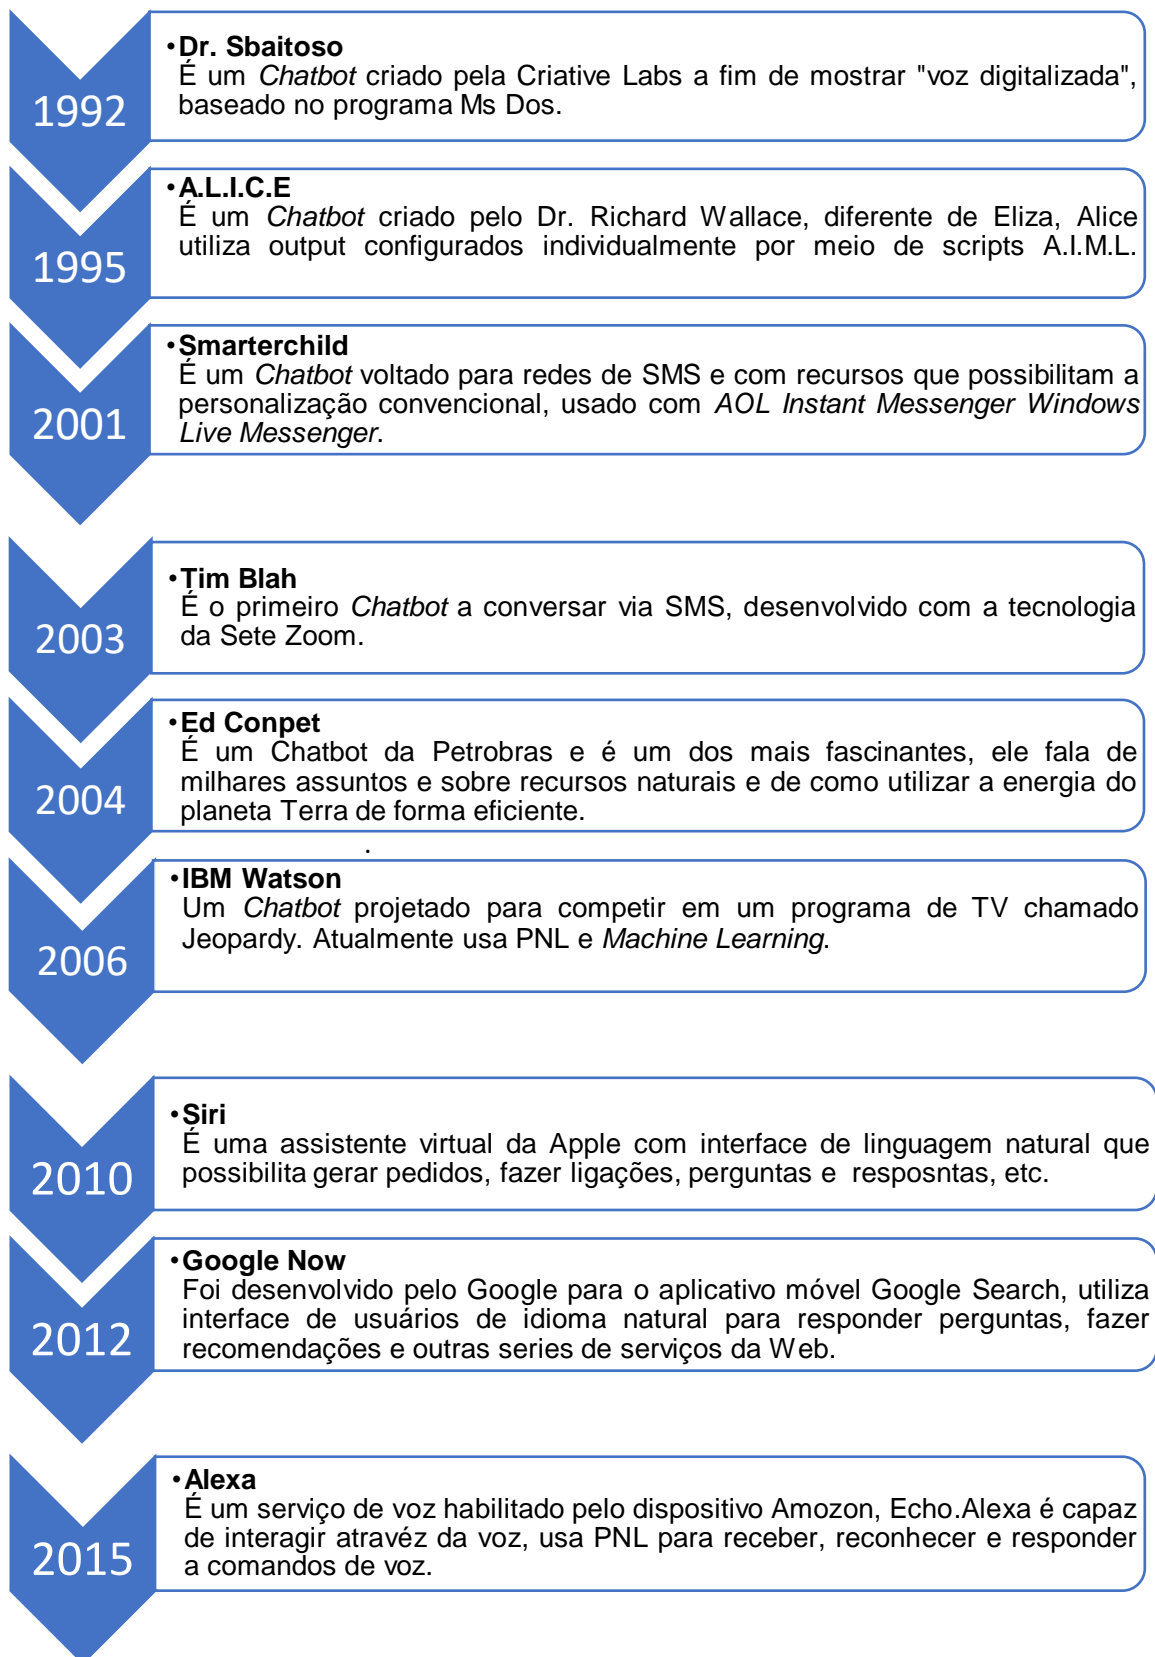 1992
•Dr. Sbaitoso
É um Chatbot criado pela Criative Labs a fim de mostrar "voz digitalizada",
baseado no programa Ms Dos.
1995
•A.L.I.C.E
É um Chatbot criado pelo Dr. Richard Wallace, diferente de Eliza, Alice
utiliza output configurados individualmente por meio de scripts A.I.M.L.
2001
•Smarterchild
É um Chatbot voltado para redes de SMS e com recursos que possibilitam a
personalização convencional, usado com AOL Instant Messenger Windows
Live Messenger.
2003
•Tim Blah
É o primeiro Chatbot a conversar via SMS, desenvolvido com a tecnologia
da Sete Zoom.
2004
•Ed Conpet
É um Chatbot da Petrobras e é um dos mais fascinantes, ele fala de
milhares assuntos e sobre recursos naturais e de como utilizar a energia do
planeta Terra de forma eficiente.
.
2006
•IBM Watson
Um Chatbot projetado para competir em um programa de TV chamado
Jeopardy. Atualmente usa PNL e Machine Learning.
2010
•Siri
É uma assistente virtual da Apple com interface de linguagem natural que
possibilita gerar pedidos, fazer ligações, perguntas e resposntas, etc.
2012
•Google Now
Foi desenvolvido pelo Google para o aplicativo móvel Google Search, utiliza
interface de usuários de idioma natural para responder perguntas, fazer
recomendações e outras series de serviços da Web.
2015
•Alexa
É um serviço de voz habilitado pelo dispositivo Amozon, Echo.Alexa é capaz
de interagir atravéz da voz, usa PNL para receber, reconhecer e responder
a comandos de voz.